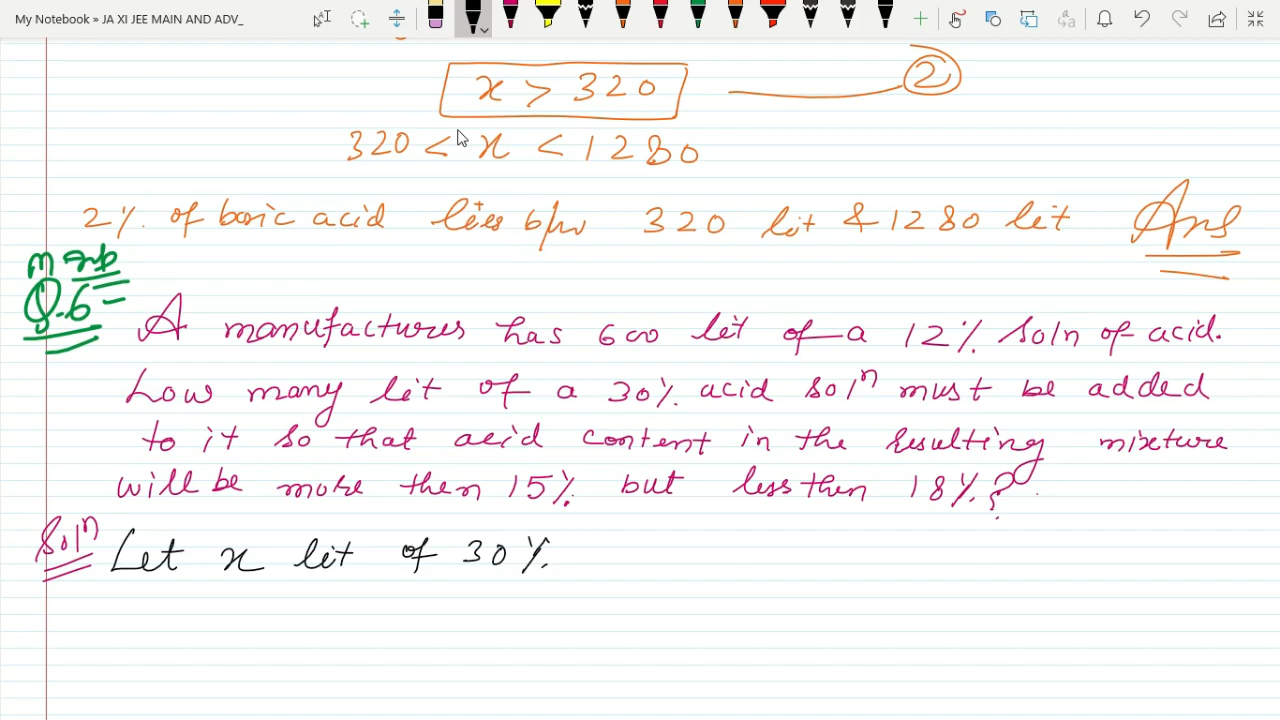 My Notebook » JA XI JEE MAIN AND ADV_
x > 320 ②
320 < x < 1280
2% of boric acid lies b/w 320 lit & 1280 lit Ans
Imp
Q.6
A manufactures has 600 lit of a 12% soln of acid.
how many lit of a 30% acid solⁿ must be added
to it so that acid content in the resulting mixture
will be more then 15% but less then 18%?
Solⁿ Let x lit of 30%